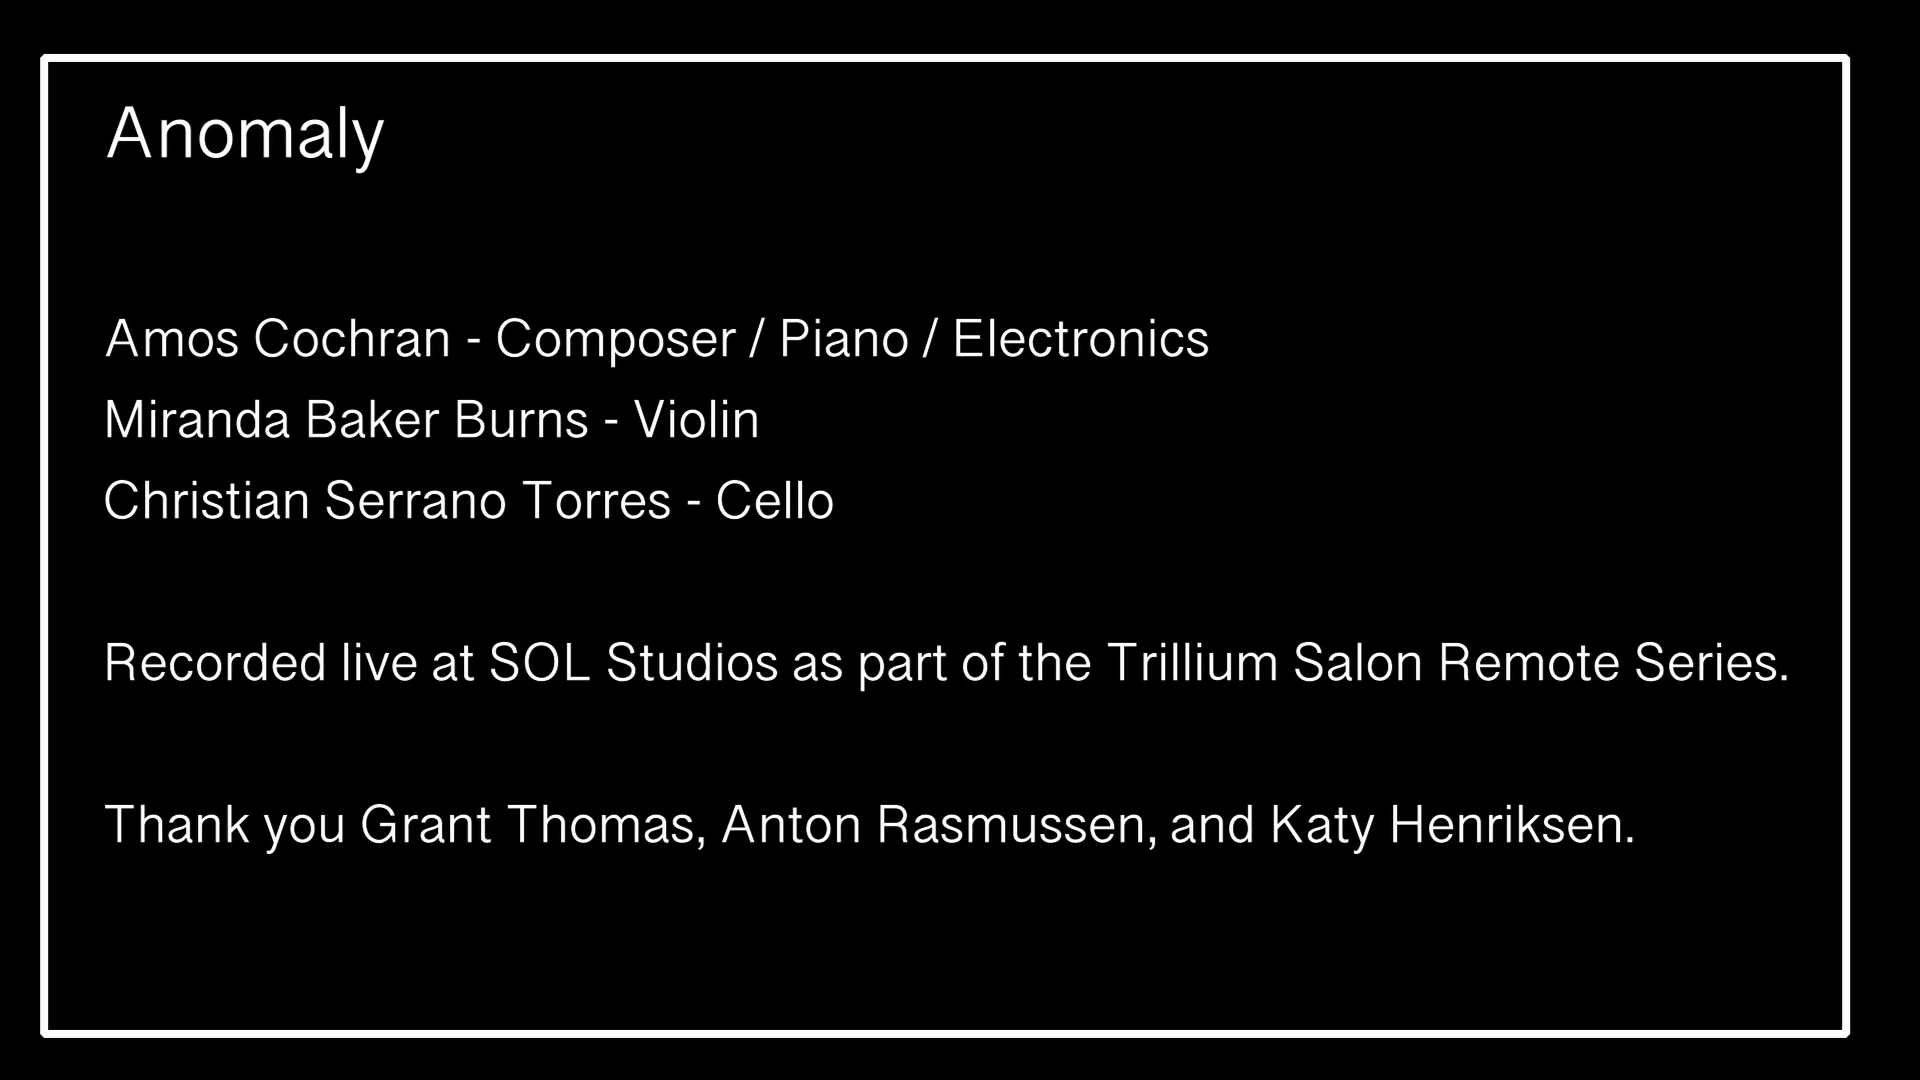 Anomaly
Amos Cochran - Composer / Piano / Electronics
Miranda Baker Burns - Violin
Christian Serrano Torres - Cello
Recorded live at SOL Studios as part of the Trillium Salon Remote Series.
Thank you Grant Thomas, Anton Rasmussen, and Katy Henriksen.